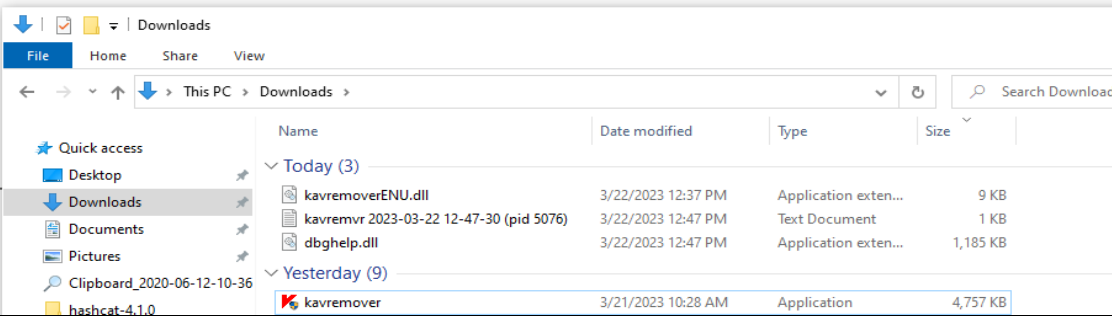 Downloads
File Home Share View
This PC > Downloads > Search Downloac
Name Date modified Type Size
Quick access
Desktop
Downloads
Documents
Pictures
Clipboard_2020-06-12-10-36
hashcat-4.1.0
Today (3)
kavremoverENU.dll 3/22/2023 12:37 PM Application exten... 9 KB
kavremvr 2023-03-22 12-47-30 (pid 5076) 3/22/2023 12:47 PM Text Document 1 KB
dbghelp.dll 3/22/2023 12:47 PM Application exten... 1,185 KB
Yesterday (9)
kavremover 3/21/2023 10:28 AM Application 4,757 KB